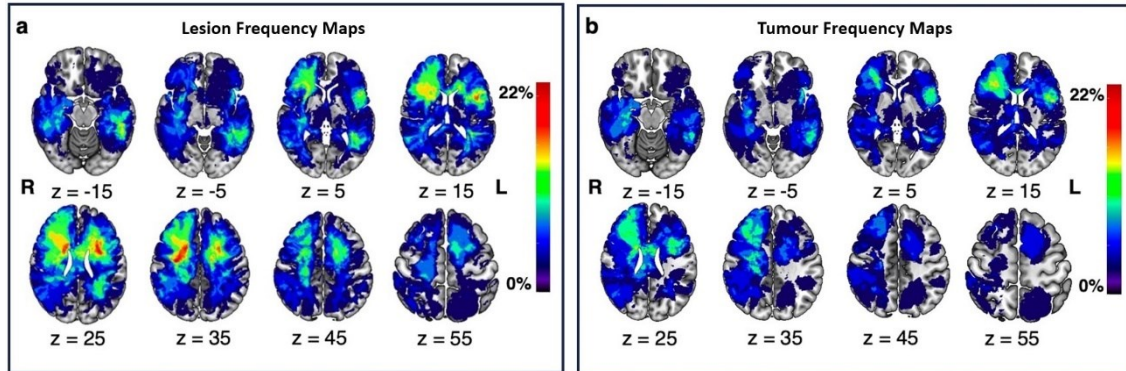 a
Lesion Frequency Maps
22%
R
z = -15
z = -5
z = 5
z = 15
L
0%
z = 25
z = 35
z = 45
z = 55
b
Tumour Frequency Maps
22%
R
z = -15
z = -5
z = 5
z = 15
L
0%
z = 25
z = 35
z = 45
z = 55